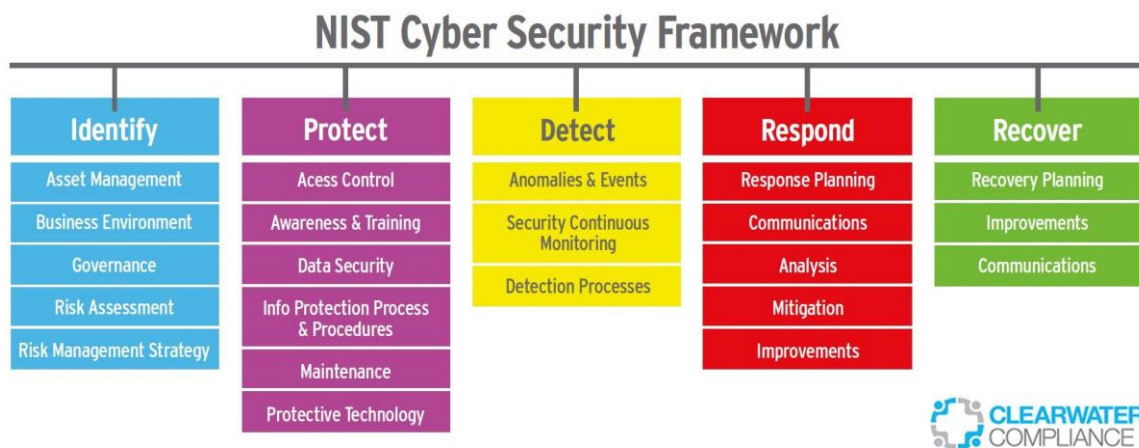 NIST Cyber Security Framework
Identify
Asset Management
Business Environment
Governance
Risk Assessment
Risk Management Strategy
Protect
Acess Control
Awareness & Training
Data Security
Info Protection Process
& Procedures
Maintenance
Protective Technology
Detect
Anomalies & Events
Security Continuous
Monitoring
Detection Processes
Respond
Response Planning
Communications
Analysis
Mitigation
Improvements
Recover
Recovery Planning
Improvements
Communications
CLEARWATER
COMPLIANCE